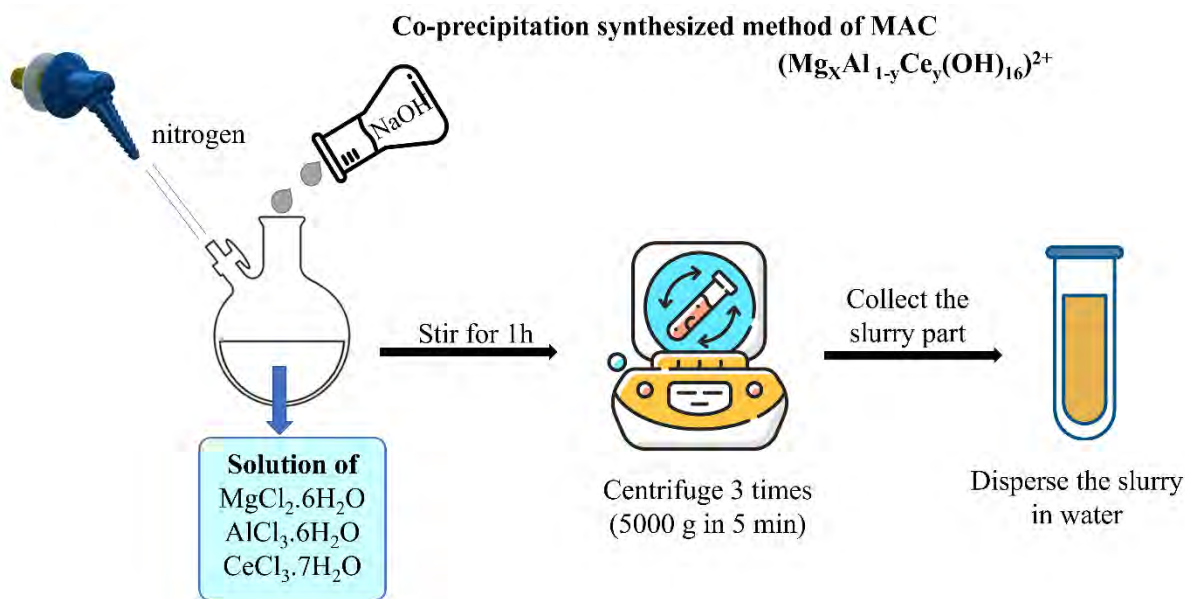 Co-precipitation synthesized method of MAC
(MgXAl 1-yCey(OH)16)2+
nitrogen
NaOH
Stir for 1h
Collect the
slurry part
Solution of
MgCl2.6H2O
AlCl3.6H2O
CeCl3.7H2O
Centrifuge 3 times
(5000 g in 5 min)
Disperse the slurry
in water